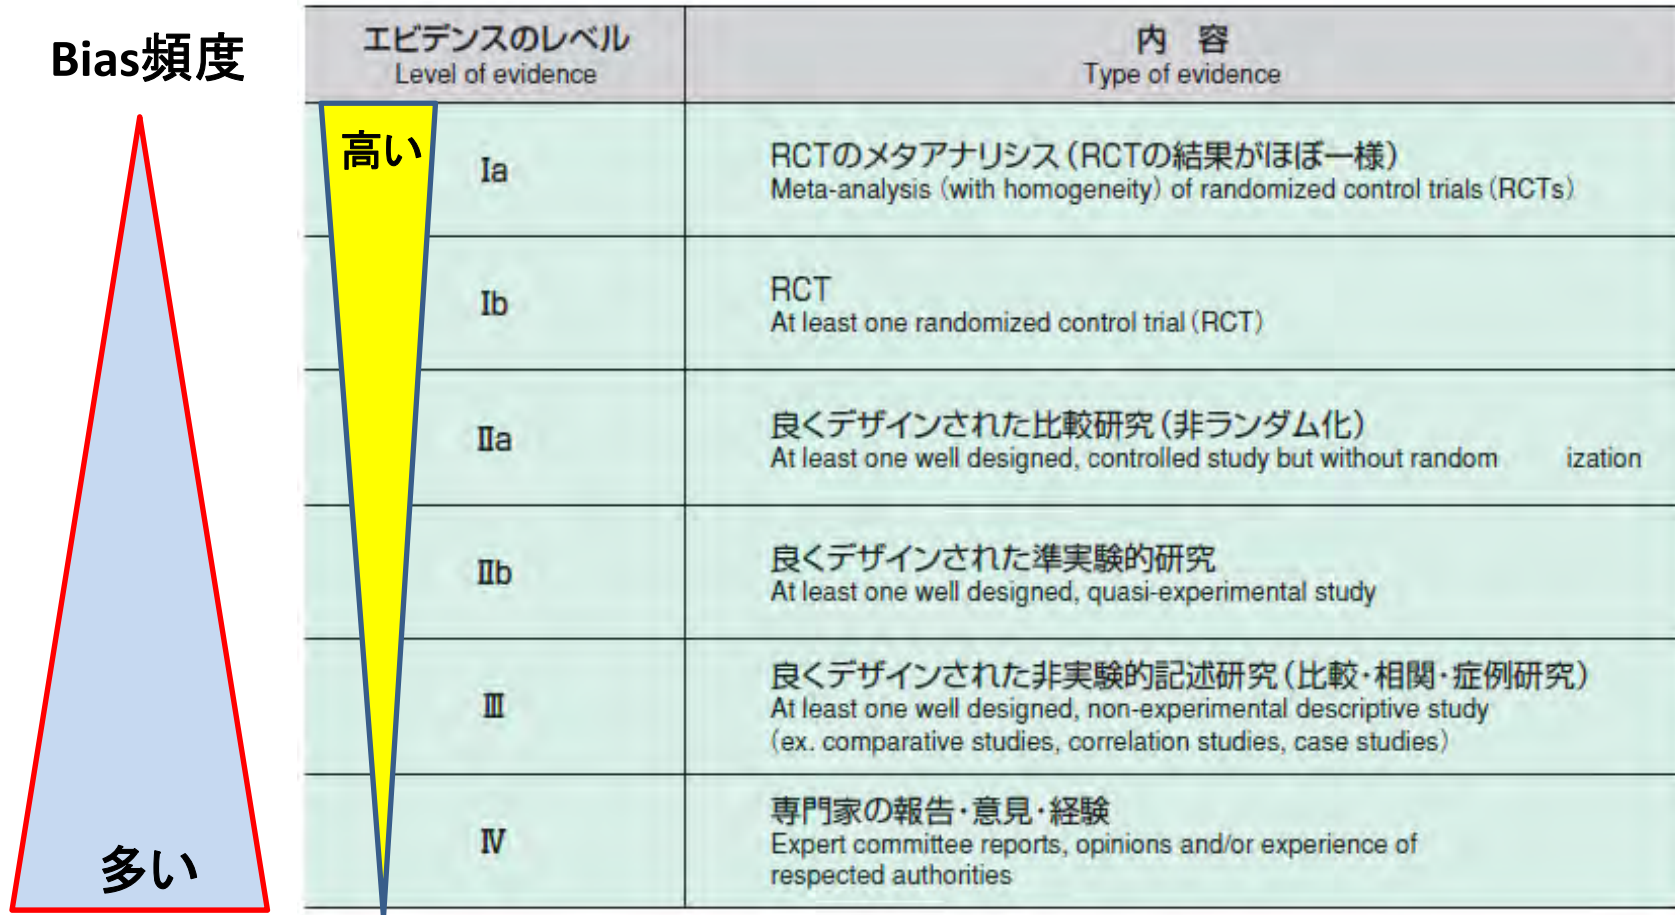 Bias頻度
エビデンスのレベル
Level of evidence
内 容
Type of evidence
高い
Ⅰa
RCTのメタアナリシス(RCTの結果がほぼ一様)
Meta-analysis (with homogeneity) of randomized control trials (RCTs)
Ⅰb
RCT
At least one randomized control trial (RCT)
Ⅱa
良くデザインされた比較研究(非ランダム化)
At least one well designed, controlled study but without random ization
Ⅱb
良くデザインされた準実験的研究
At least one well designed, quasi-experimental study
Ⅲ
良くデザインされた非実験的記述研究(比較・相関・症例研究)
At least one well designed, non-experimental descriptive study
(ex. comparative studies, correlation studies, case studies)
Ⅳ
専門家の報告・意見・経験
Expert committee reports, opinions and/or experience of
respected authorities
多い